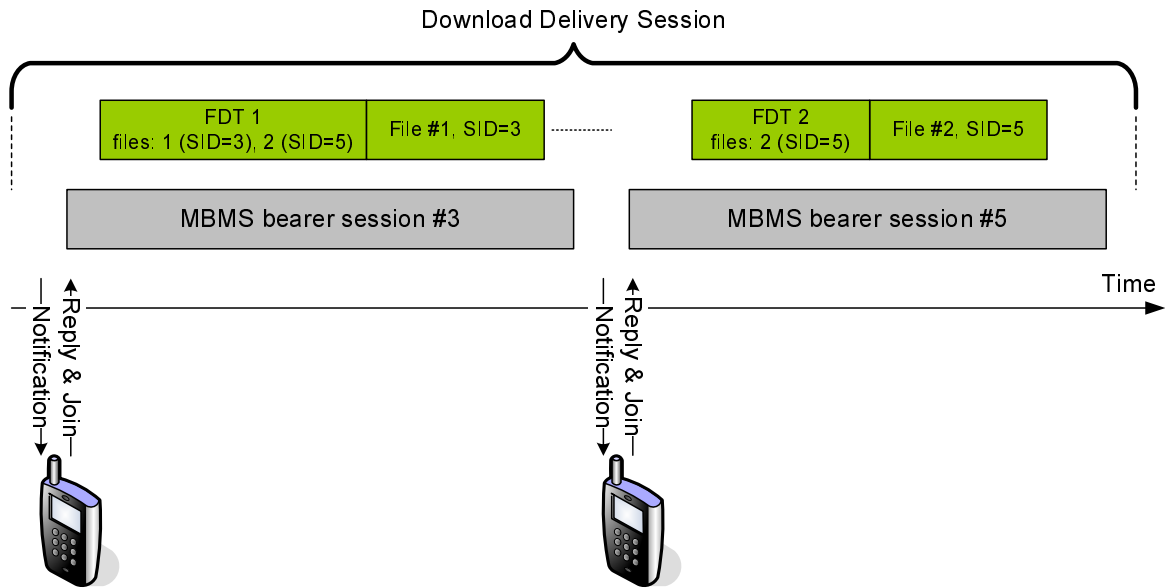 Download Delivery Session
FDT 1
files: 1 (SID=3), 2 (SID=5)
File #1, SID=3
FDT 2
files: 2 (SID=5)
File #2, SID=5
MBMS bearer session #3
MBMS bearer session #5
Time
Notification
Reply & Join
Notification
Reply & Join